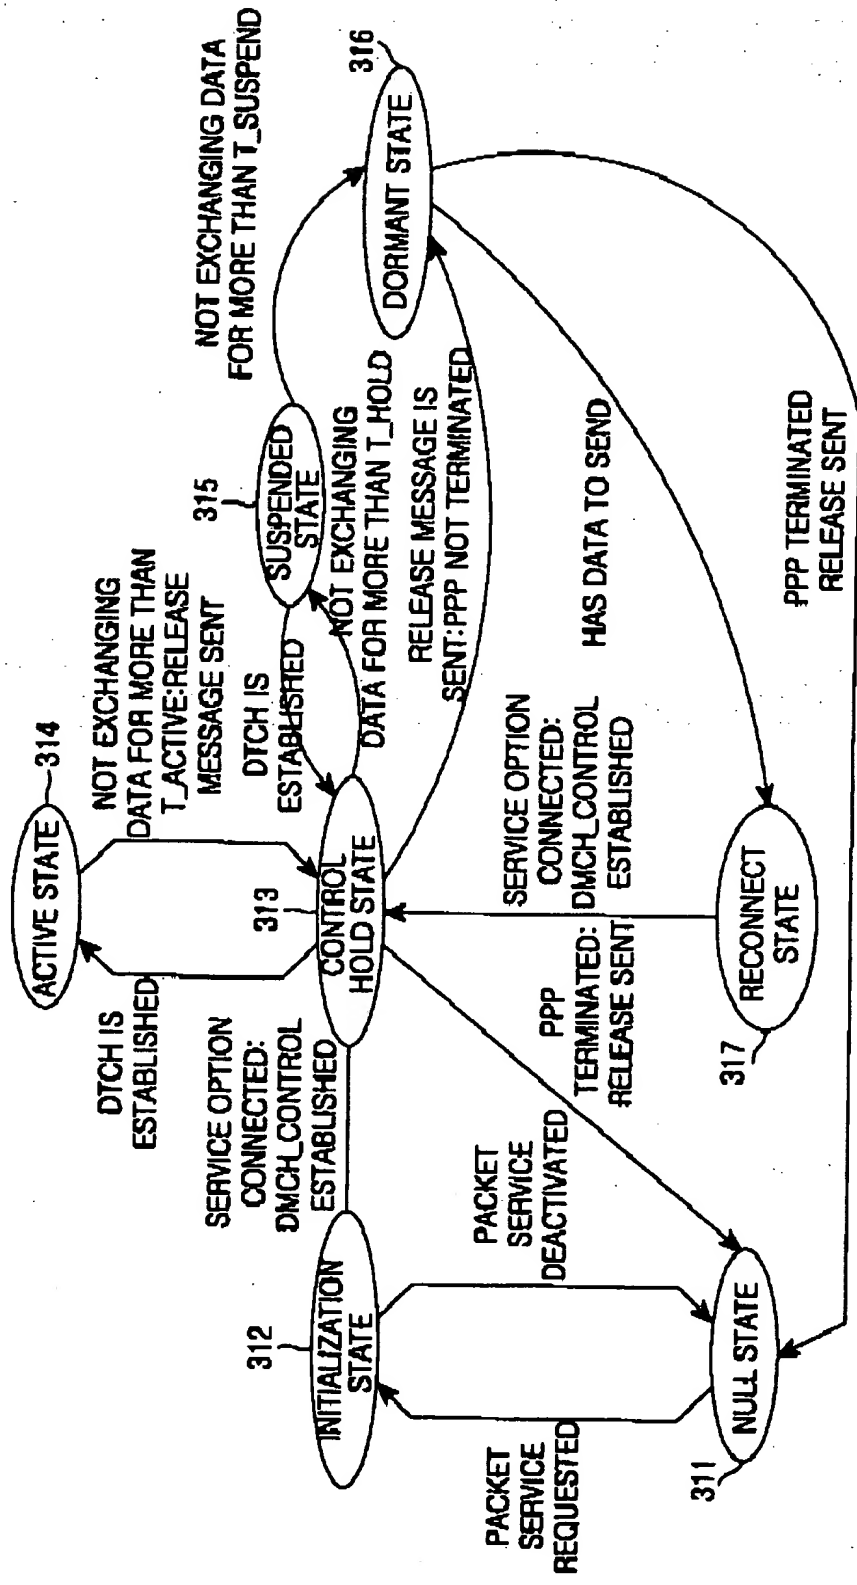 314
ACTIVE STATE
DTCH IS
ESTABLISHED
NOT EXCHANGING
DATA FOR MORE THAN
T_ACTIVE:RELEASE
MESSAGE SENT
315
SUSPENDED
STATE
NOT EXCHANGING DATA
FOR MORE THAN T_SUSPEND
316
DORMANT STATE
312
INITIALIZATION
STATE
SERVICE OPTION
CONNECTED:
DMCH_CONTROL
ESTABLISHED
313
CONTROL
HOLD STATE
DTCH IS
ESTABLISHED
NOT EXCHANGING
DATA FOR MORE THAN T_HOLD
RELEASE MESSAGE IS
SENT:PPP NOT TERMINATED
PACKET
SERVICE
REQUESTED
PACKET
SERVICE
DEACTIVATED
PPP
TERMINATED:
RELEASE SENT
SERVICE OPTION
CONNECTED:
DMCH_CONTROL
ESTABLISHED
HAS DATA TO SEND
311
NULL STATE
317
RECONNECT
STATE
PPP TERMINATED
RELEASE SENT